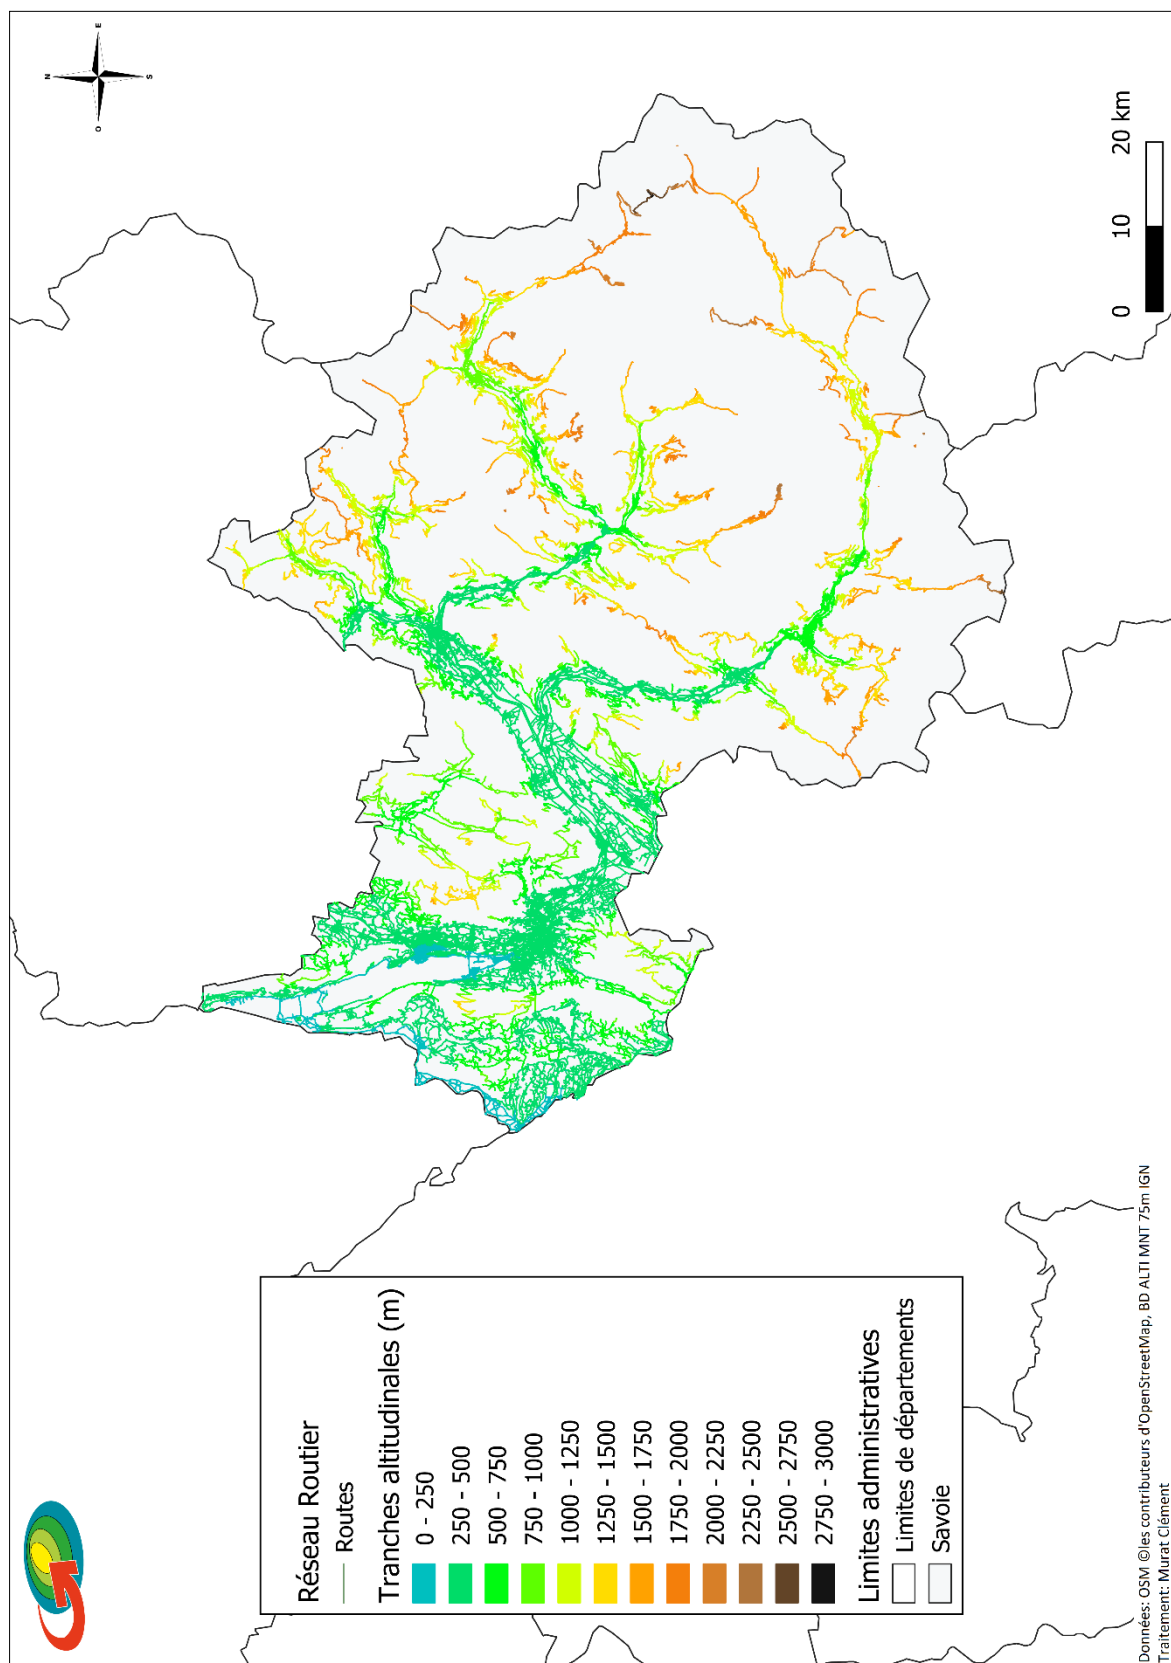 N
E
S
O
Réseau Routier
Routes
Tranches altitudinales (m)
0 - 250
250 - 500
500 - 750
750 - 1000
1000 - 1250
1250 - 1500
1500 - 1750
1750 - 2000
2000 - 2250
2250 - 2500
2500 - 2750
2750 - 3000
Limites administratives
Limites de départements
Savoie
0 10 20 km
Données: OSM ©les contributeurs d'OpenStreetMap, BD ALTI MNT 75m IGN
Traitement: Murat Clément